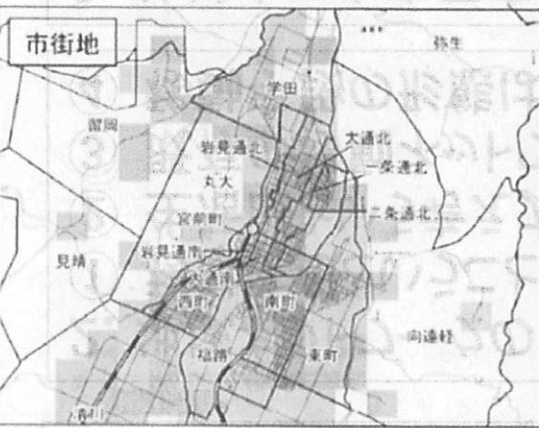 市街地
弥生
学田
留岡
岩見通北
大通北
一条通北
丸大
宮前町
二条通北
岩見通南
見晴
大通南
西町
南町
向遠軽
福路
東町
清川